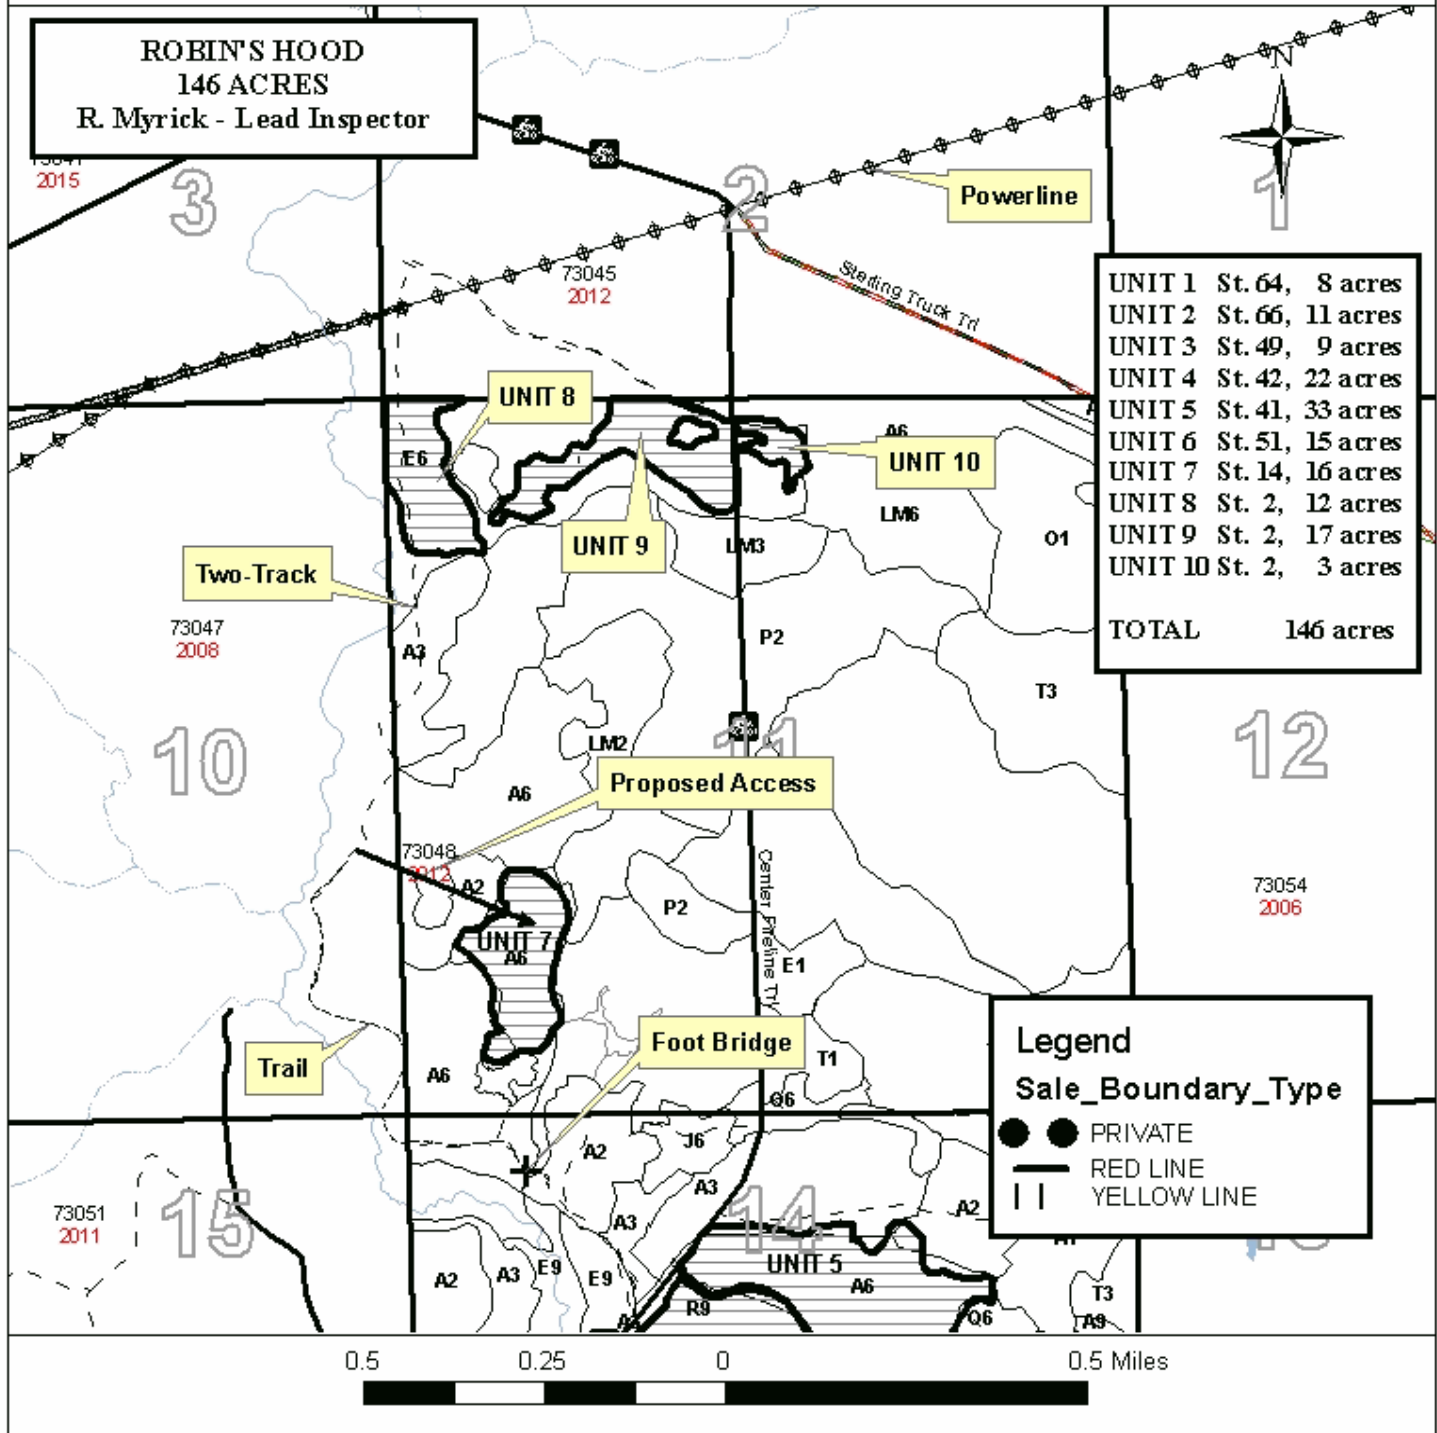 ROBIN'S HOOD
146 ACRES
R. Myrick - Lead Inspector
N
2015
3
2
1
Powerline
73045
2012
Sterling Truck Trl
UNIT 1 St. 64, 8 acres
UNIT 2 St. 66, 11 acres
UNIT 3 St. 49, 9 acres
UNIT 4 St. 42, 22 acres
UNIT 5 St. 41, 33 acres
UNIT 6 St. 51, 15 acres
UNIT 7 St. 14, 16 acres
UNIT 8 St. 2, 12 acres
UNIT 9 St. 2, 17 acres
UNIT 10 St. 2, 3 acres
TOTAL 146 acres
UNIT 8
A6
E6
UNIT 10
LM6
UNIT 9
LM3
O1
Two-Track
73047
2008
A3
P2
T3
10
11
12
LM2
Proposed Access
A6
73048
2012
A2
Center Fireline Trl
73054
2006
P2
UNIT 7
A6
E1
Foot Bridge
T1
Trail
A6
Q6
A2
J6
A3
73051
2011
15
A3
14
A2
UNIT 5
A2
A3
E9
E9
A6
R9
Q6
T3
A9
Legend
Sale_Boundary_Type
PRIVATE
RED LINE
YELLOW LINE
0.5 0.25 0 0.5 Miles